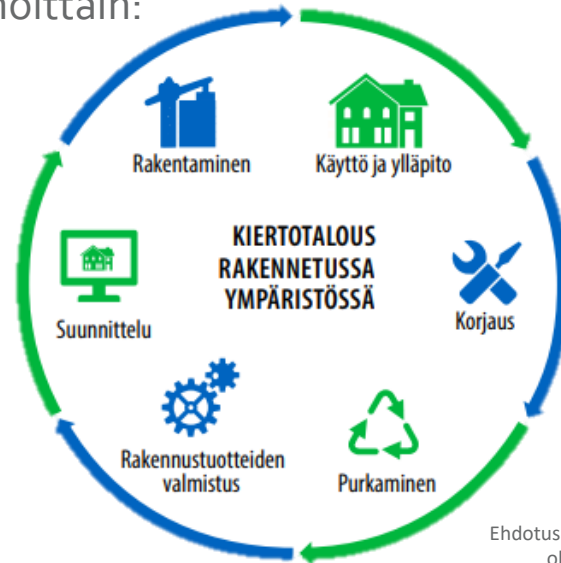 Rakentaminen
Käyttö ja ylläpito
KIERTOTALOUS
RAKENNETUSSA
YMPÄRISTÖSSÄ
Suunnittelu
Korjaus
Rakennustuotteiden
valmistus
Purkaminen
Ehdotus